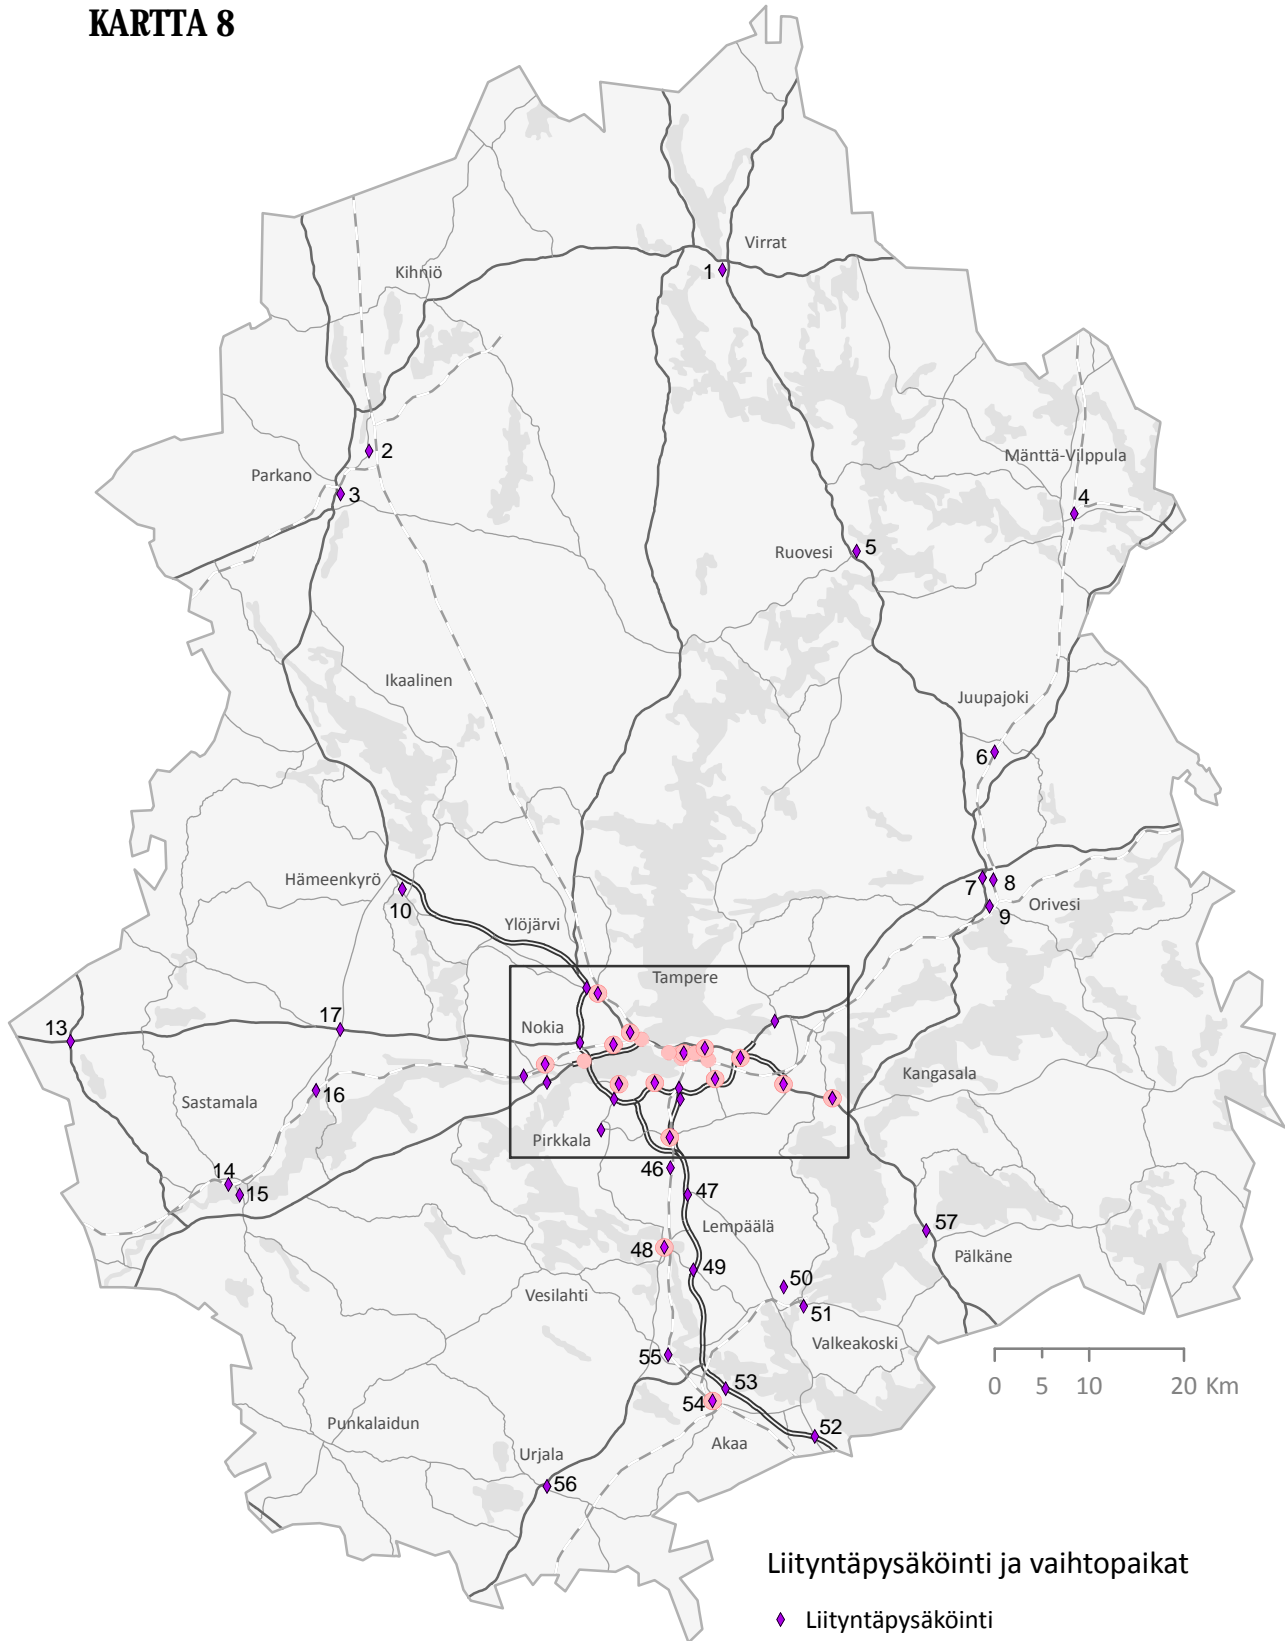 KARTTA 8
Virrat
1
Kihniö
2
Parkano
3
Mänttä-Vilppula
4
Ruovesi
5
Ikaalinen
Juupajoki
6
Hämeenkyrö
7
8
10
9
Orivesi
Ylöjärvi
Tampere
13
17
Nokia
Kangasala
16
Sastamala
Pirkkala
14
15
46
47
Lempäälä
57
48
Pälkäne
49
50
Vesilahti
51
Valkeakoski
55
53
0 5 10 20 Km
54
Punkalaidun
52
Akaa
Urjala
56
Liityntäpysäköinti ja vaihtopaikat
Liityntäpysäköinti